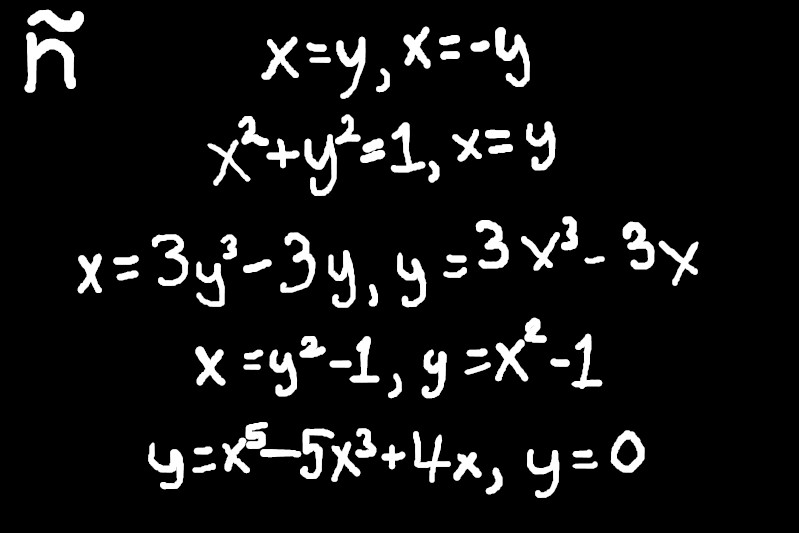 ñ
x=y, x=-y
x²+y²=1, x=y
x=3y³-3y, y=3x³-3x
x=y²-1, y=x²-1
y=x⁵-5x³+4x, y=0